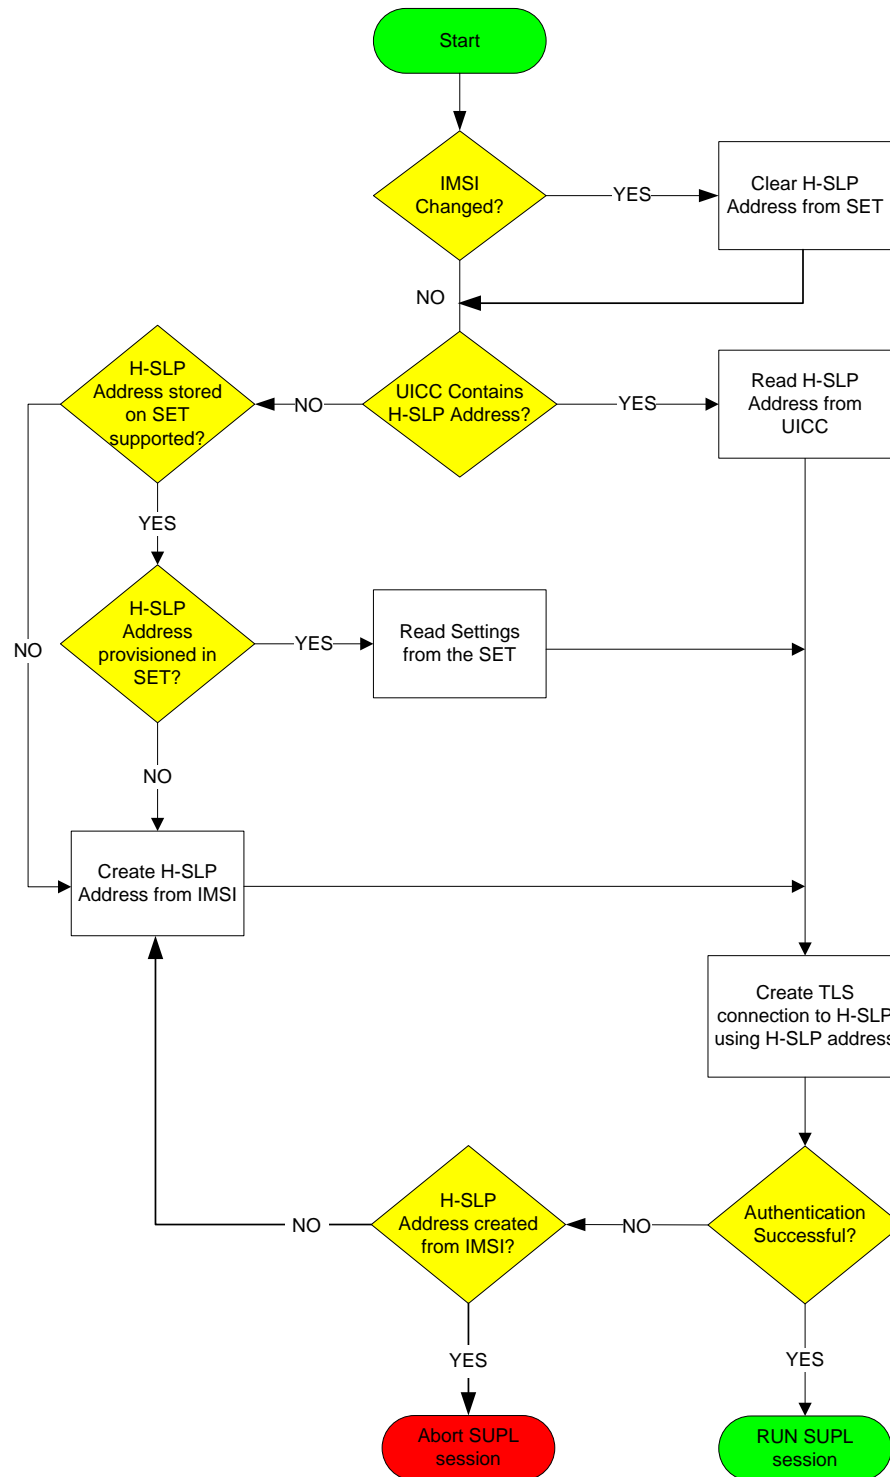 Start
IMSI
Changed?
YES
Clear H-SLP
Address from SET
NO
H-SLP
Address stored
on SET
supported?
NO
UICC Contains
H-SLP Address?
YES
Read H-SLP
Address from
UICC
YES
H-SLP
Address
provisioned in
SET?
YES
Read Settings
from the SET
NO
NO
Create H-SLP
Address from IMSI
Create TLS
connection to H-SLP
using H-SLP address
NO
H-SLP
Address created
from IMSI?
NO
Authentication
Successful?
YES
YES
Abort SUPL
session
RUN SUPL
session